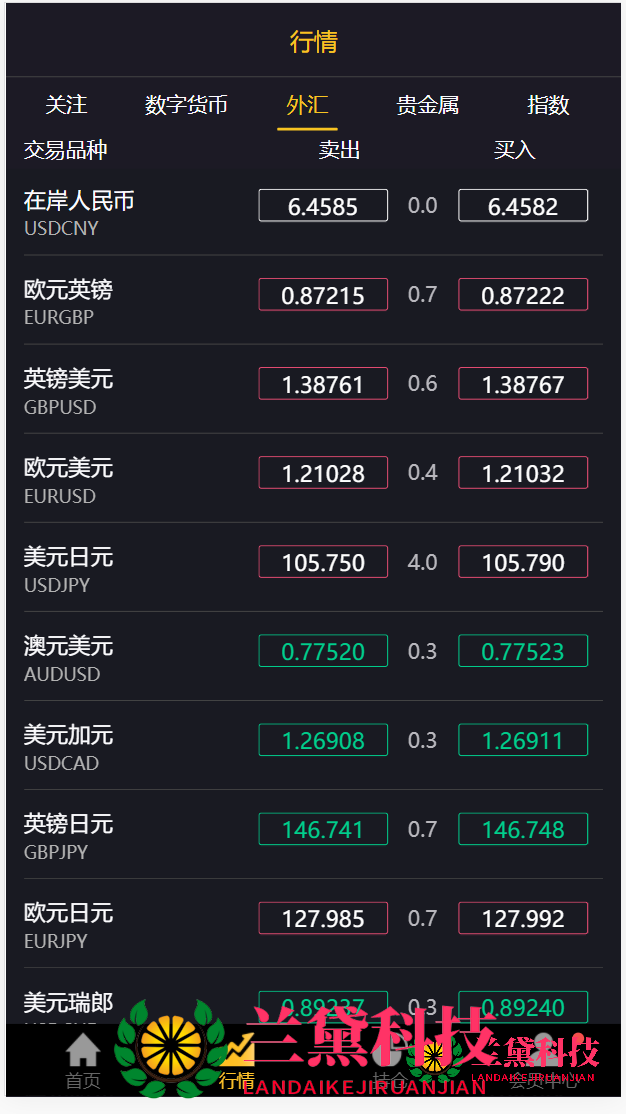 行情
关注 数字货币 外汇 贵金属 指数
交易品种 卖出 买入
在岸人民币 6.4585 0.0 6.4582
USDCNY
欧元英镑 0.87215 0.7 0.87222
EURGBP
英镑美元 1.38761 0.6 1.38767
GBPUSD
欧元美元 1.21028 0.4 1.21032
EURUSD
美元日元 105.750 4.0 105.790
USDJPY
澳元美元 0.77520 0.3 0.77523
AUDUSD
美元加元 1.26908 0.3 1.26911
USDCAD
英镑日元 146.741 0.7 146.748
GBPJPY
欧元日元 127.985 0.7 127.992
EURJPY
美元瑞郎 0.89237 0.3 0.89240
兰黛科技 兰黛科技
LANDAIKEJIRUANJIAN LANDAIKEJIRUANJIAN
首页 行情 持仓 会员中心